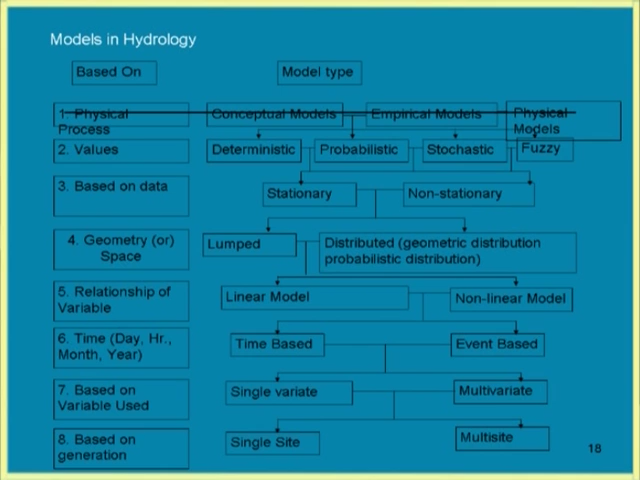 Models in Hydrology
Based On
Model type
1. Physical
Process
Conceptual Models
Empirical Models
Physical
Models
2. Values
Deterministic
Probabilistic
Stochastic
Fuzzy
3. Based on data
Stationary
Non-stationary
4. Geometry (or)
Space
Lumped
Distributed (geometric distribution
probabilistic distribution)
5. Relationship of
Variable
Linear Model
Non-linear Model
6. Time (Day, Hr.,
Month, Year)
Time Based
Event Based
7. Based on
Variable Used
Single variate
Multivariate
8. Based on
generation
Single Site
Multisite
18